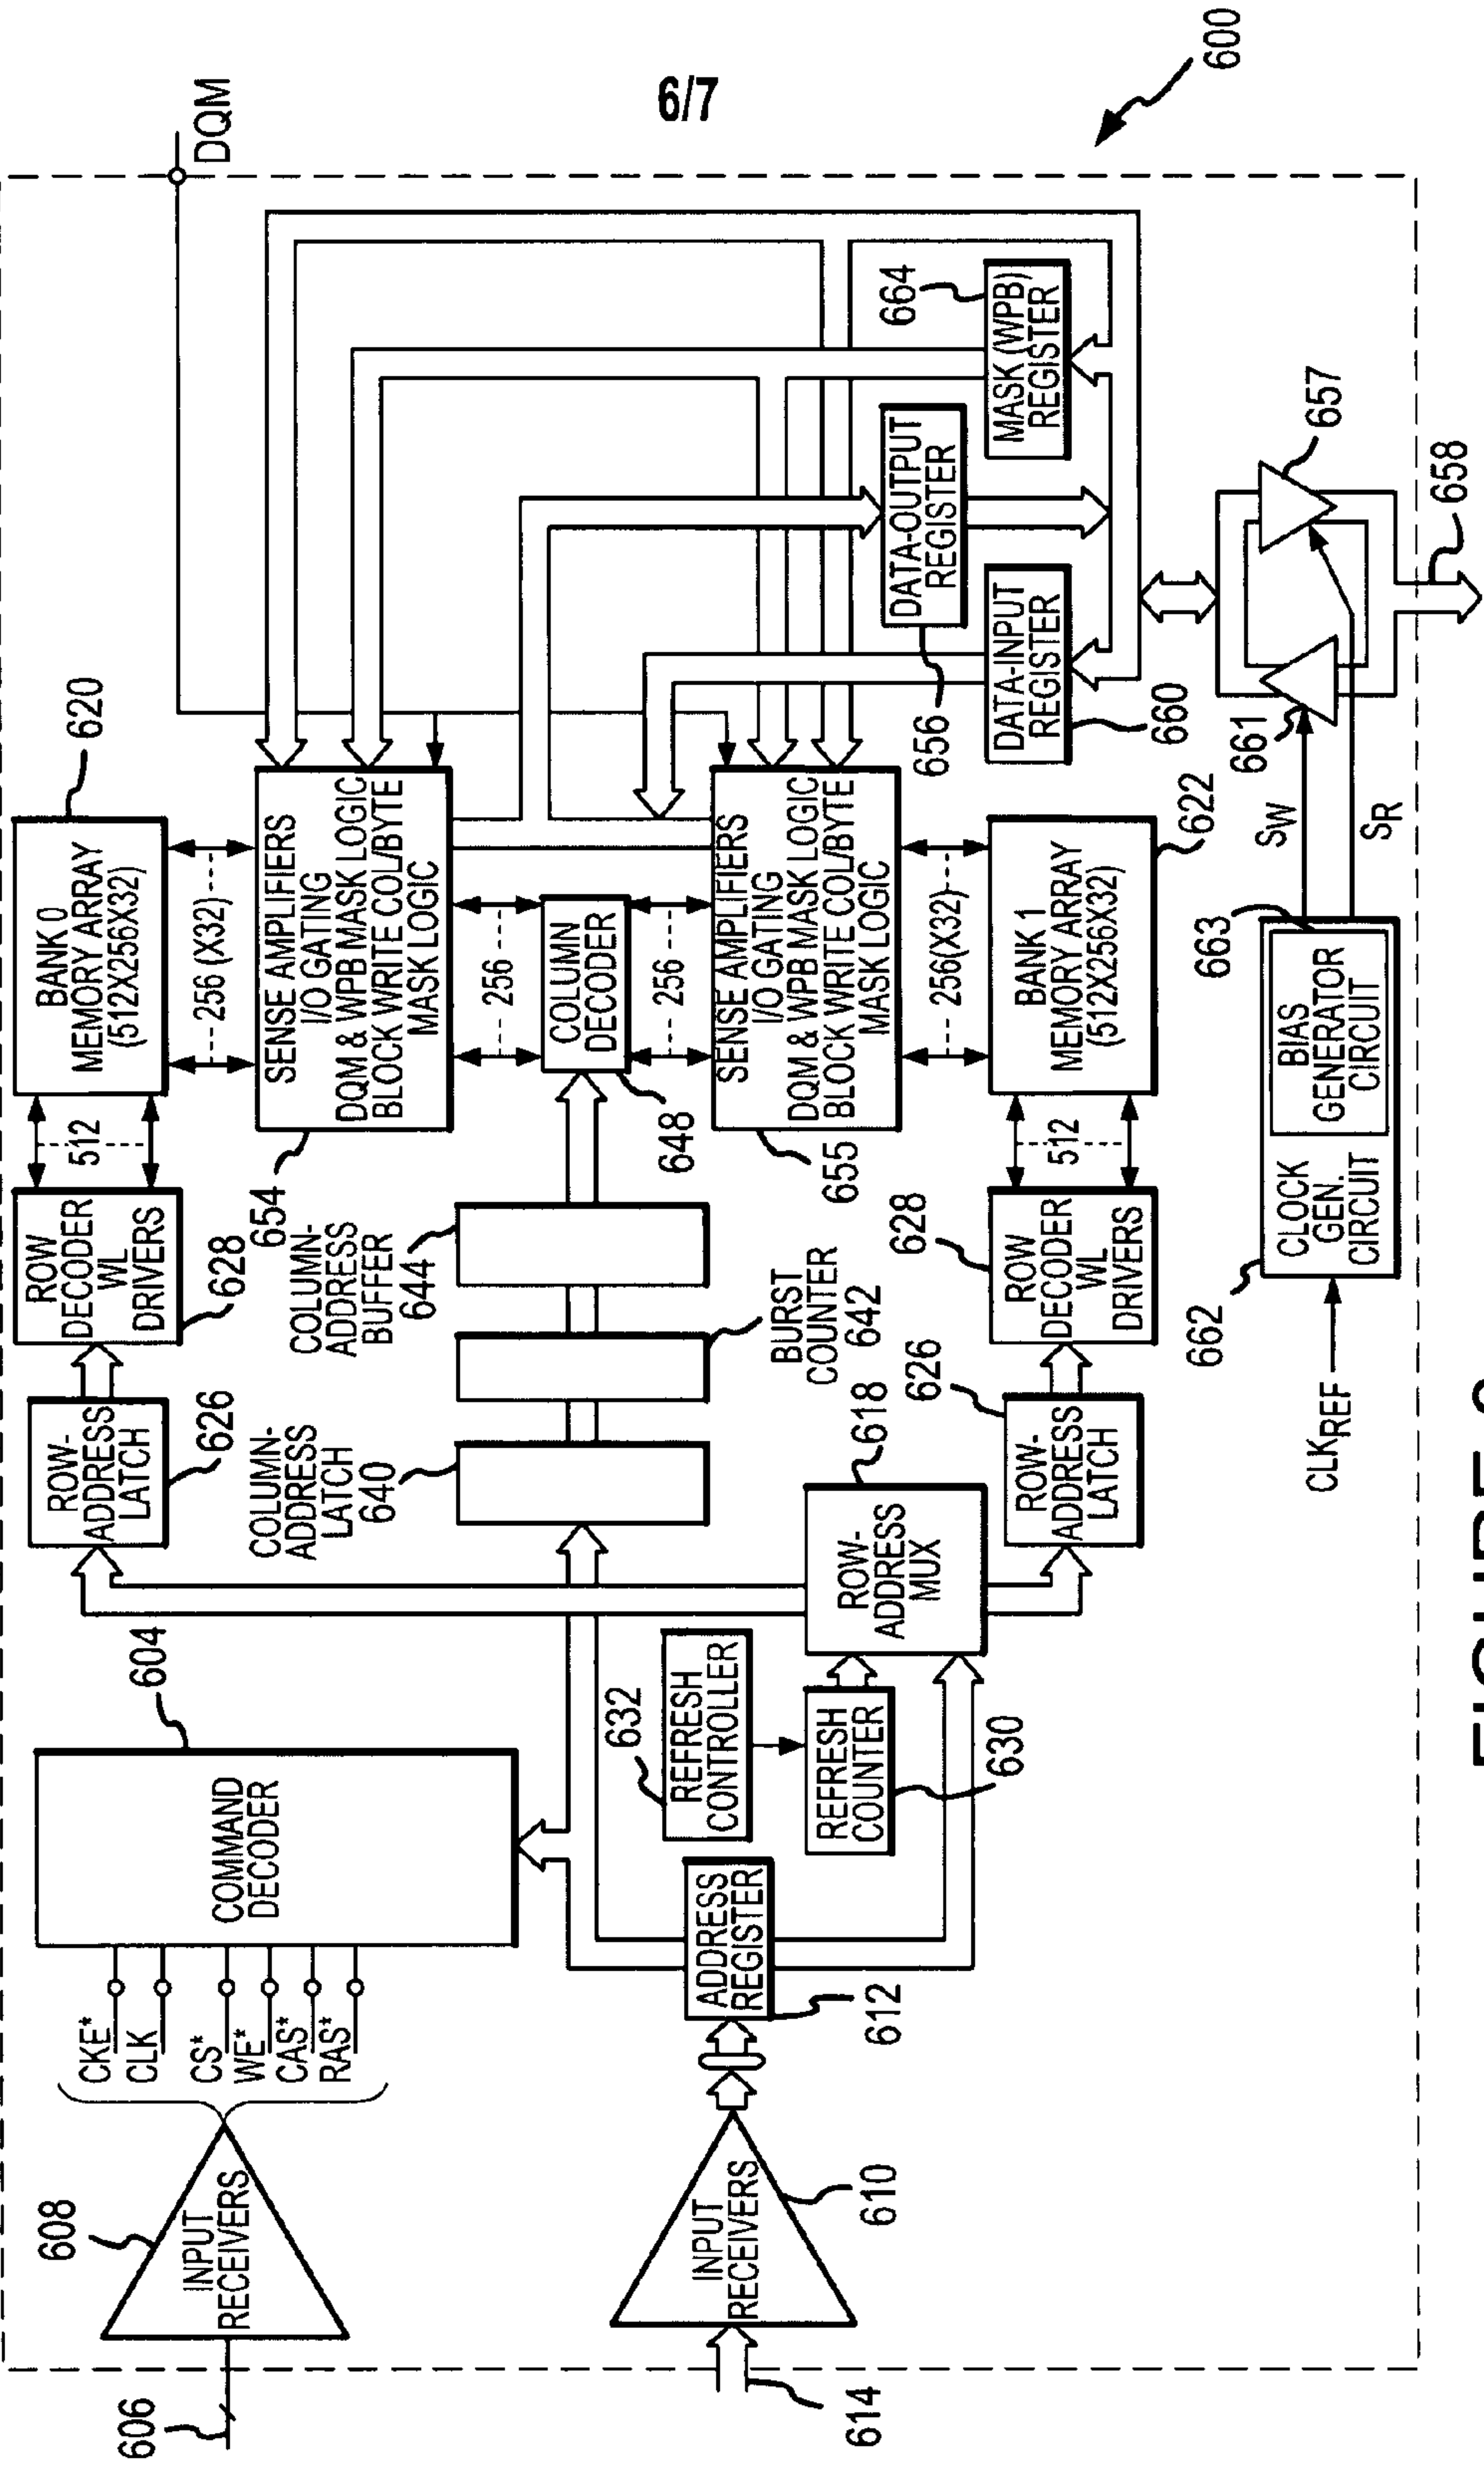 6/7
600
DQM
606
608
INPUT
RECEIVERS
CKE*
CLK
CS*
WE*
CAS*
RAS*
COMMAND
DECODER
604
ROW-
ADDRESS
LATCH
626
ROW
DECODER
WL
DRIVERS
628
512
BANK 0
MEMORY ARRAY
(512X256X32)
620
256 (X32)
SENSE AMPLIFIERS
I/O GATING
DQM & WPB MASK LOGIC
BLOCK WRITE COL/BYTE
MASK LOGIC
654
256
COLUMN-
ADDRESS
LATCH
640
COLUMN-
ADDRESS
BUFFER
644
BURST
COUNTER
642
COLUMN
DECODER
648
256
SENSE AMPLIFIERS
I/O GATING
DQM & WPB MASK LOGIC
BLOCK WRITE COL/BYTE
MASK LOGIC
655
256(X32)
614
INPUT
RECEIVERS
610
ADDRESS
REGISTER
612
632
REFRESH
CONTROLLER
REFRESH
COUNTER
630
ROW-
ADDRESS
MUX
618
626
ROW-
ADDRESS
LATCH
628
ROW
DECODER
WL
DRIVERS
512
BANK 1
MEMORY ARRAY
(512X256X32)
622
656
DATA-OUTPUT
REGISTER
664
MASK (WPB)
REGISTER
DATA-INPUT
REGISTER
660
CLKREF
662
CLOCK
GEN.
CIRCUIT
663
BIAS
GENERATOR
CIRCUIT
SW
SR
661
657
658
FIGURE